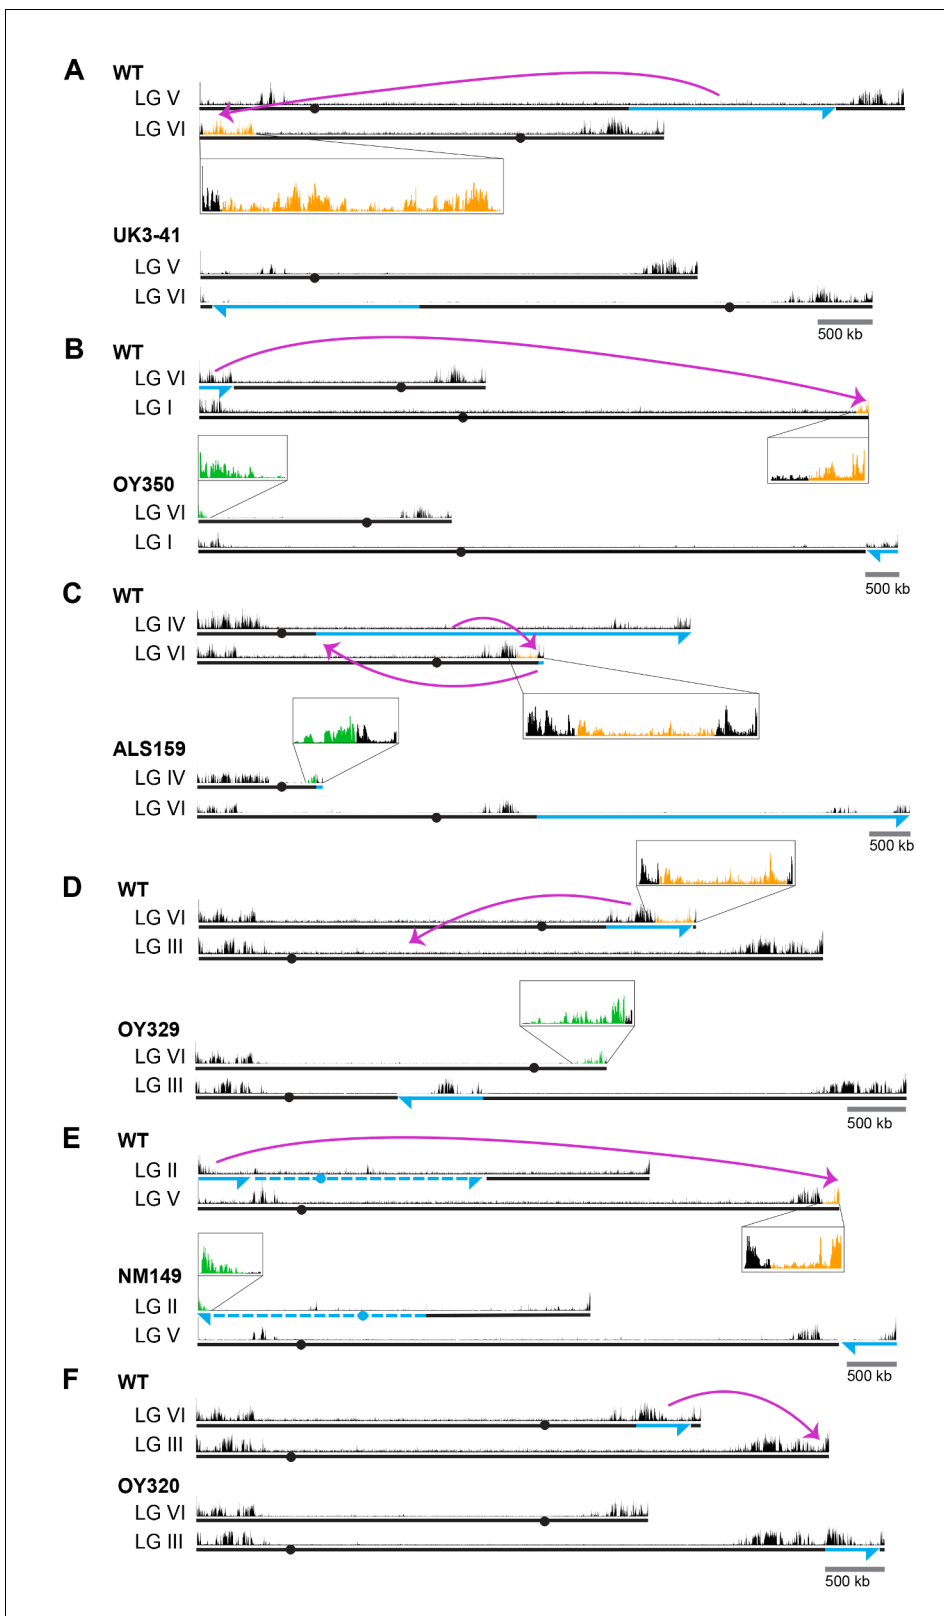 A WT
LG V
LG VI
UK3-41
LG V
LG VI
500 kb
B WT
LG VI
LG I
OY350
LG VI
LG I
500 kb
C WT
LG IV
LG VI
ALS159
LG IV
LG VI
500 kb
D WT
LG VI
LG III
OY329
LG VI
LG III
500 kb
E WT
LG II
LG V
NM149
LG II
LG V
500 kb
F WT
LG VI
LG III
OY320
LG VI
LG III
500 kb